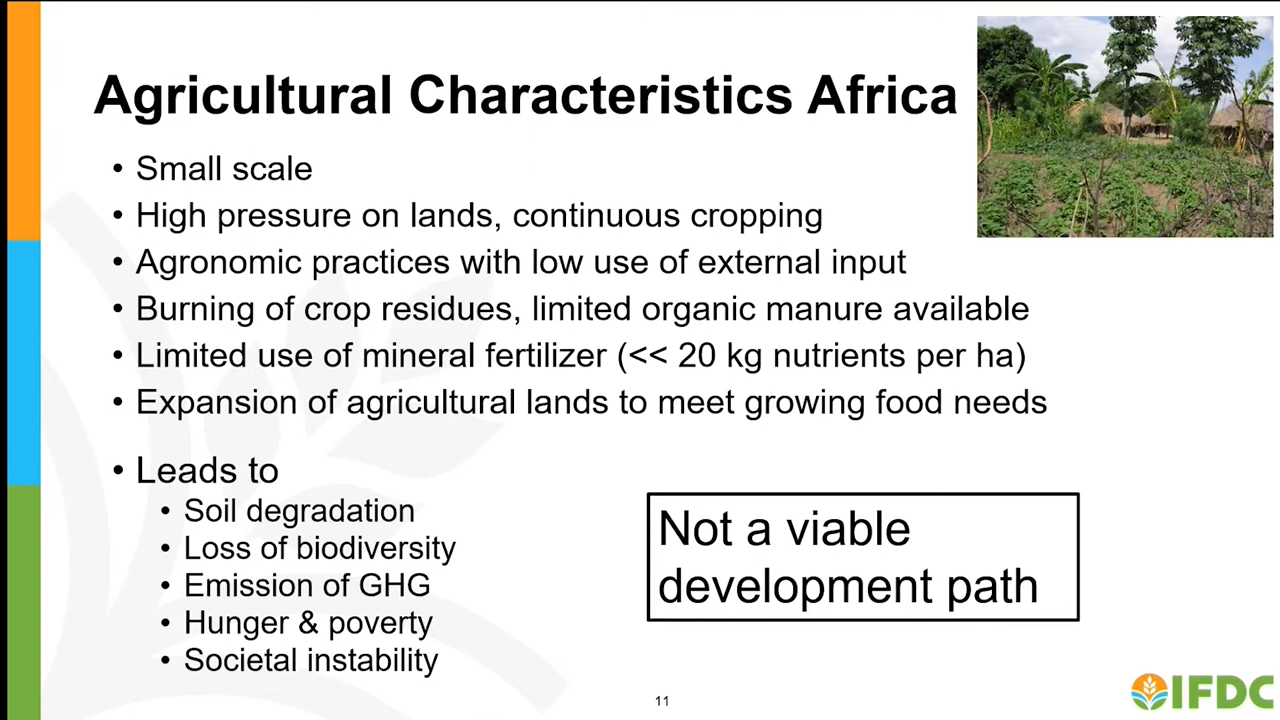 Agricultural Characteristics Africa
• Small scale
• High pressure on lands, continuous cropping
• Agronomic practices with low use of external input
• Burning of crop residues, limited organic manure available
• Limited use of mineral fertilizer (<< 20 kg nutrients per ha)
• Expansion of agricultural lands to meet growing food needs
• Leads to
• Soil degradation
• Loss of biodiversity
• Emission of GHG
• Hunger & poverty
• Societal instability
Not a viable
development path
11
IFDC